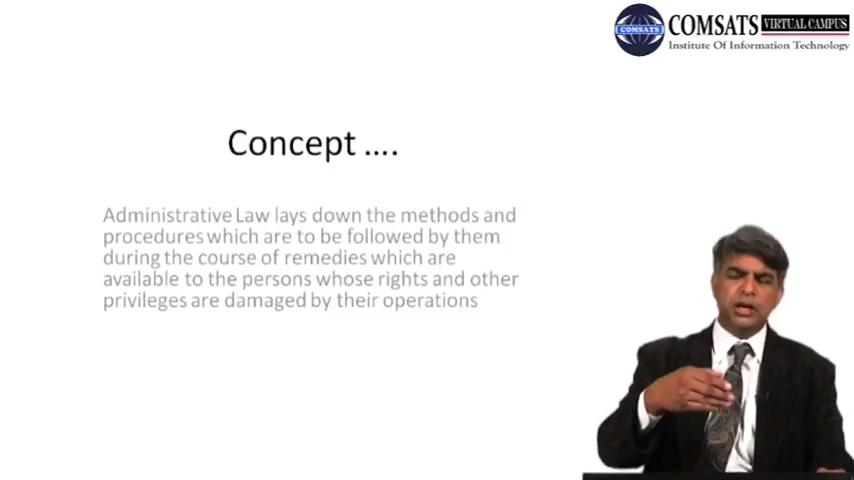 COMSATS
COMSATS VIRTUAL CAMPUS
Institute Of Information Technology
Concept ....
Administrative Law lays down the methods and
procedures which are to be followed by them
during the course of remedies which are
available to the persons whose rights and other
privileges are damaged by their operations